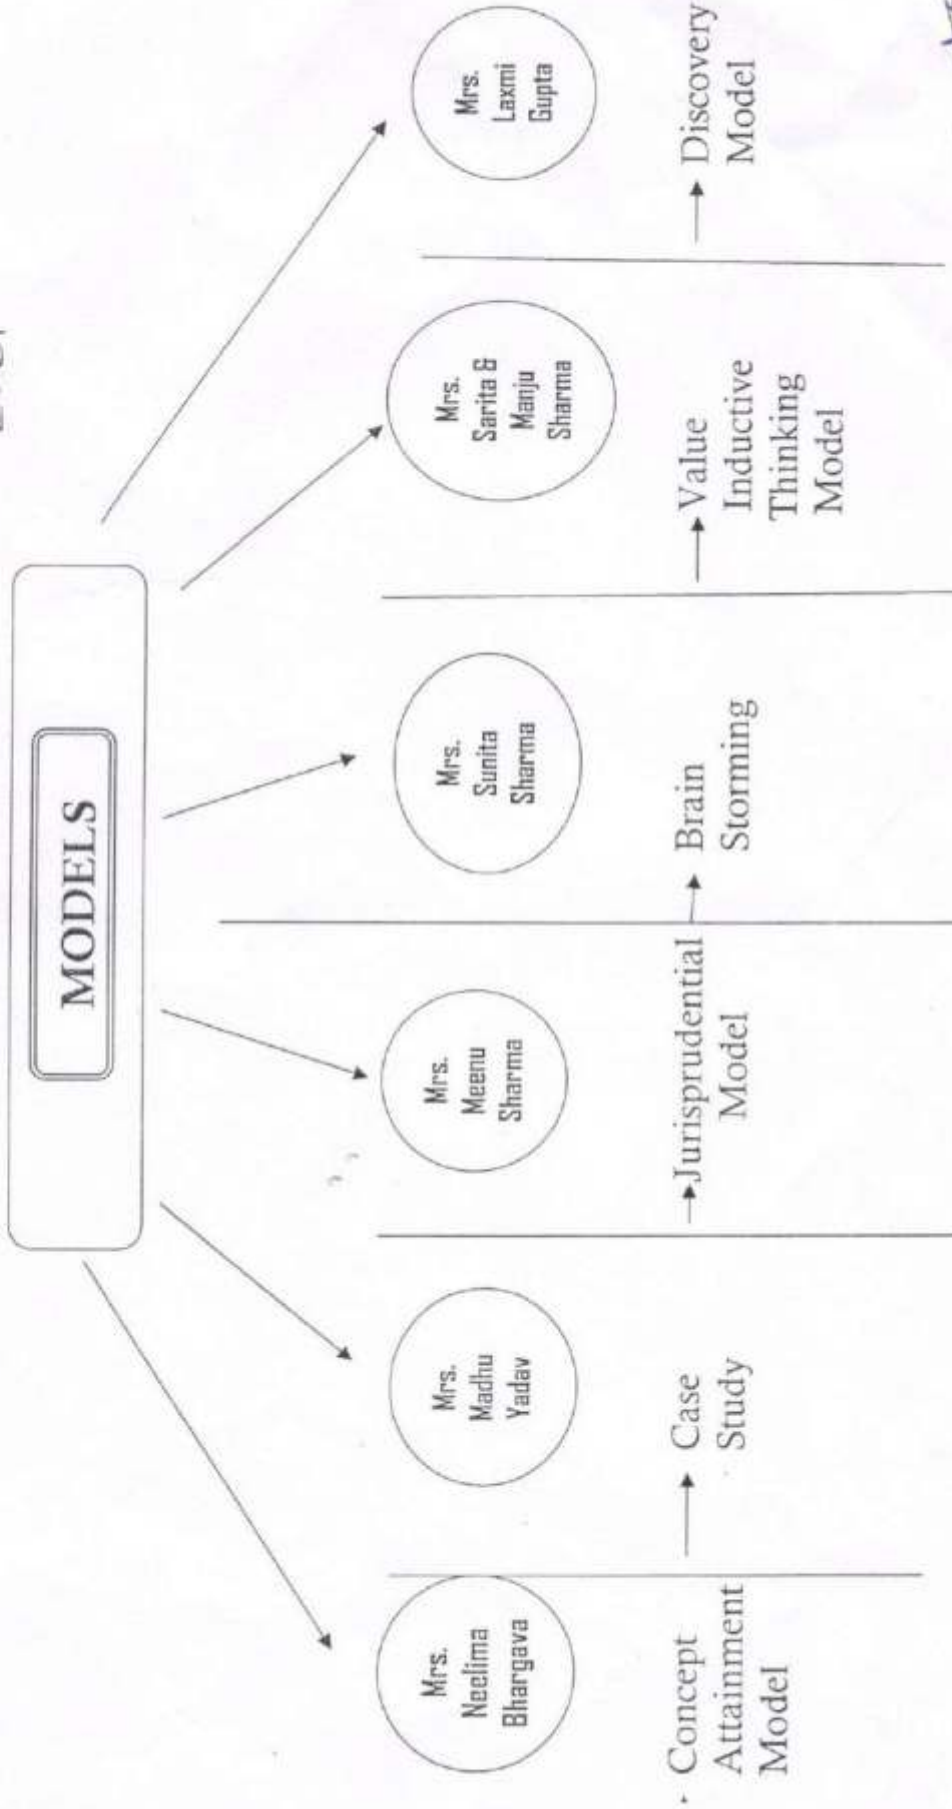 MODELS
Mrs.
Neelima
Bhargava
Mrs.
Madhu
Yadav
Mrs.
Meenu
Sharma
Mrs.
Sunita
Sharma
Mrs.
Sarita &
Manju
Sharma
Mrs.
Laxmi
Gupta
Concept
Attainment
Model
Case
Study
Jurisprudential
Model
Brain
Storming
Value
Inductive
Thinking
Model
Discovery
Model